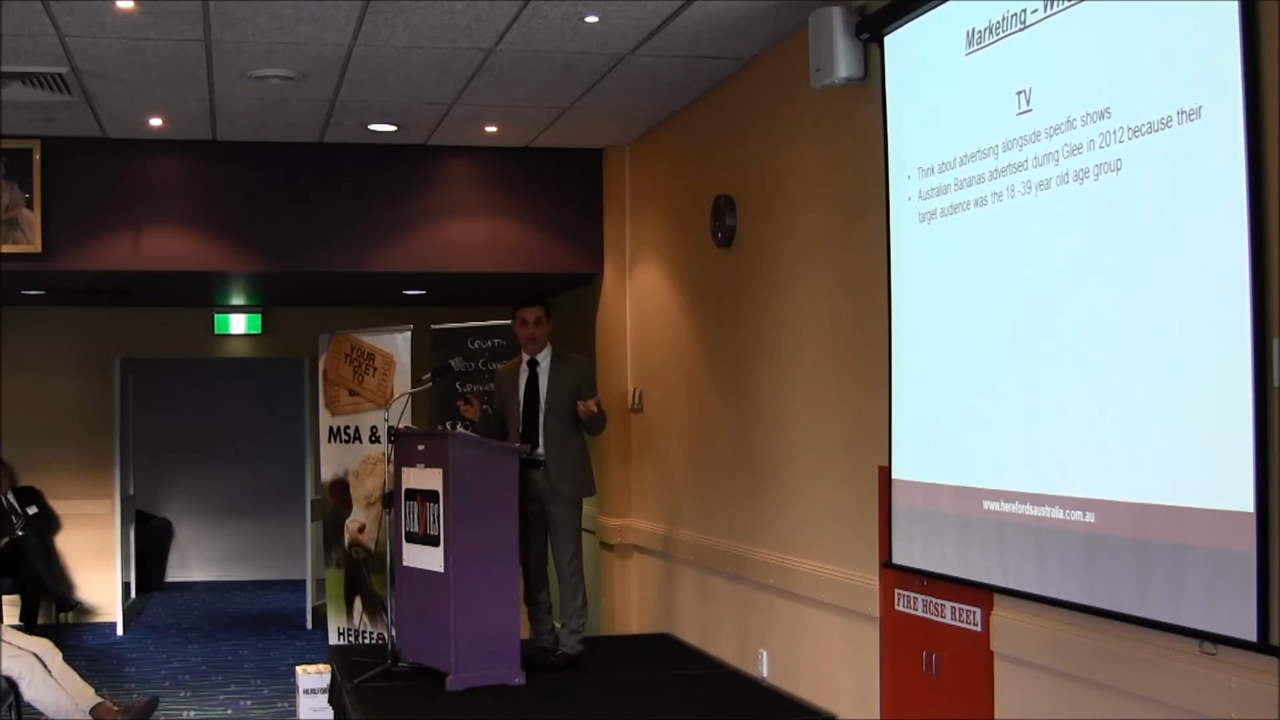 Marketing –
TV
• Think about advertising alongside specific shows
• Australian Bananas advertised during Glee in 2012 because their
target audience was the 18 -39 year old age group
www.herefordsaustralia.com.au
YOUR
TICKET
TO
MSA &
SERVIES
FIRE HOSE REEL